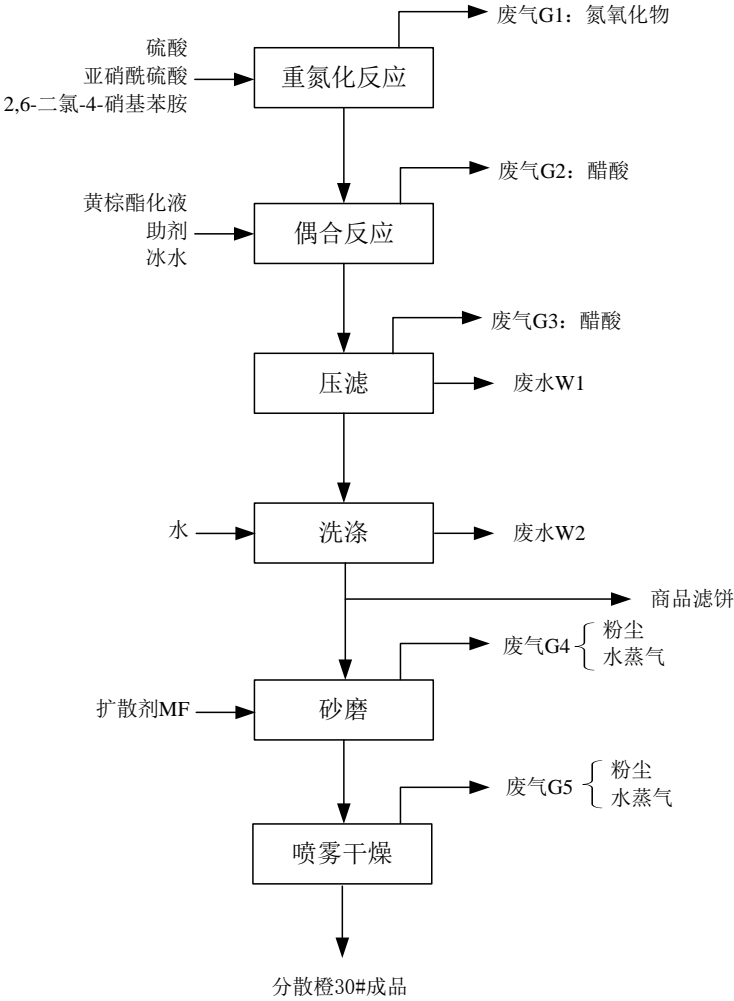 废气G1：氮氧化物
硫酸
亚硝酰硫酸
2,6-二氯-4-硝基苯胺
重氮化反应
废气G2：醋酸
黄棕酯化液
助剂
冰水
偶合反应
废气G3：醋酸
压滤
废水W1
水
洗涤
废水W2
商品滤饼
废气G4
粉尘
水蒸气
扩散剂MF
砂磨
废气G5
粉尘
水蒸气
喷雾干燥
分散橙30#成品